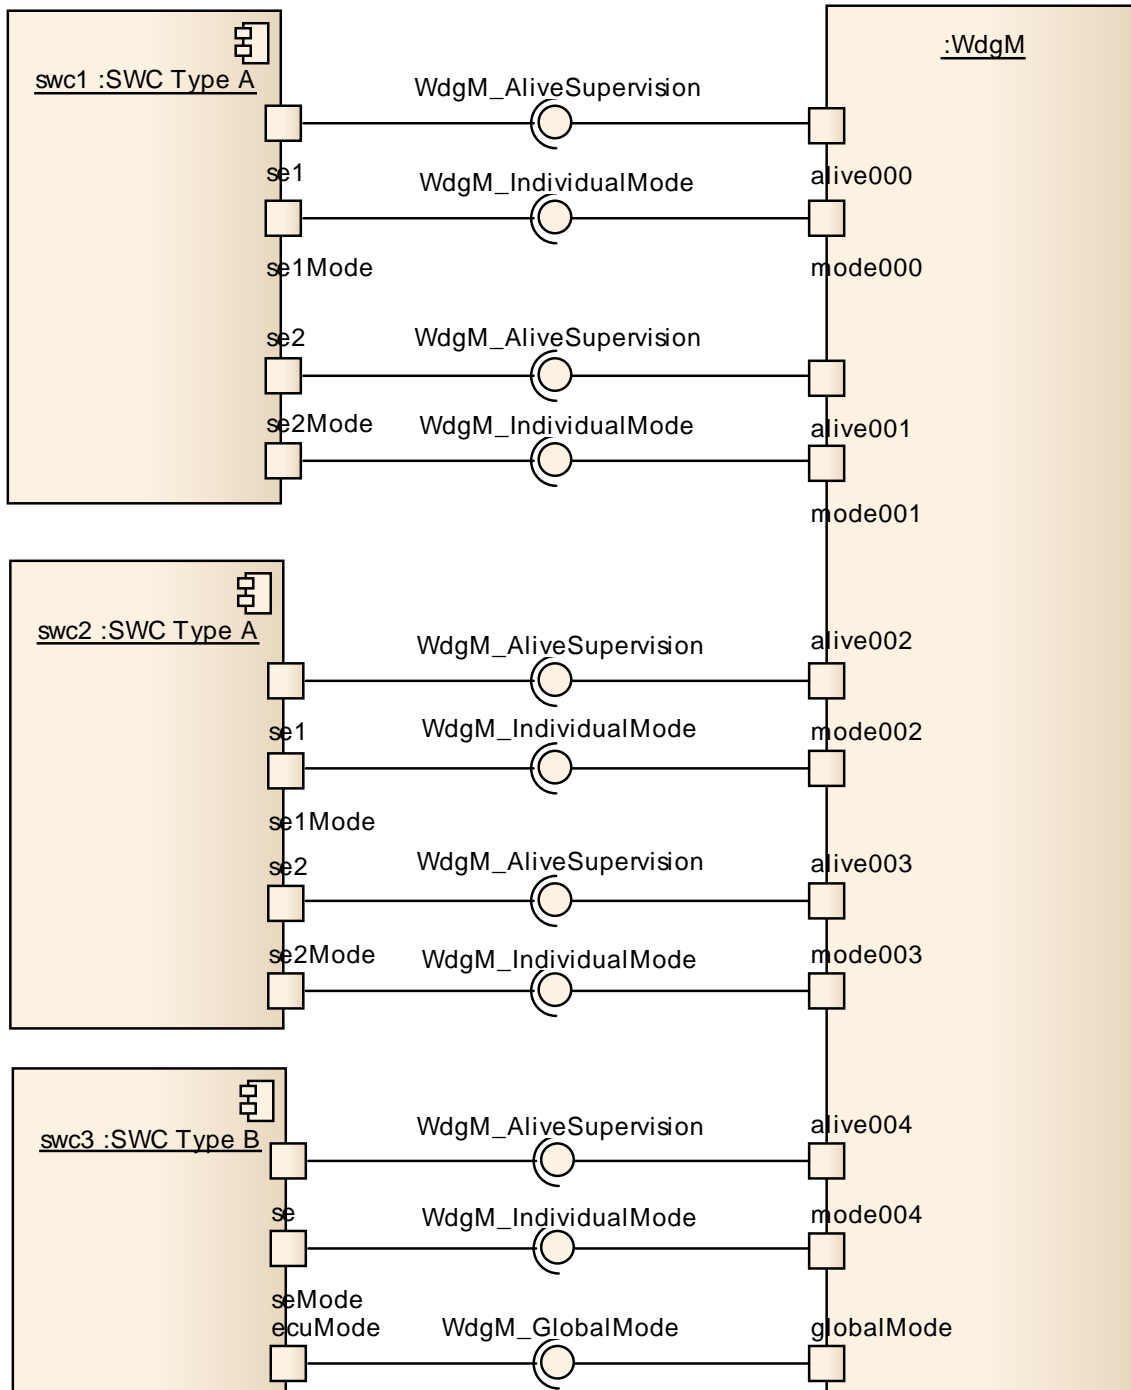 :WdgM
swc1 :SWC Type A
WdgM_AliveSupervision
se1
alive000
WdgM_IndividualMode
se1Mode
mode000
se2
WdgM_AliveSupervision
se2Mode
WdgM_IndividualMode
alive001
mode001
swc2 :SWC Type A
WdgM_AliveSupervision
alive002
se1
WdgM_IndividualMode
mode002
se1Mode
se2
WdgM_AliveSupervision
alive003
se2Mode
WdgM_IndividualMode
mode003
swc3 :SWC Type B
WdgM_AliveSupervision
alive004
se
WdgM_IndividualMode
mode004
seMode
ecuMode
WdgM_GlobalMode
globalMode